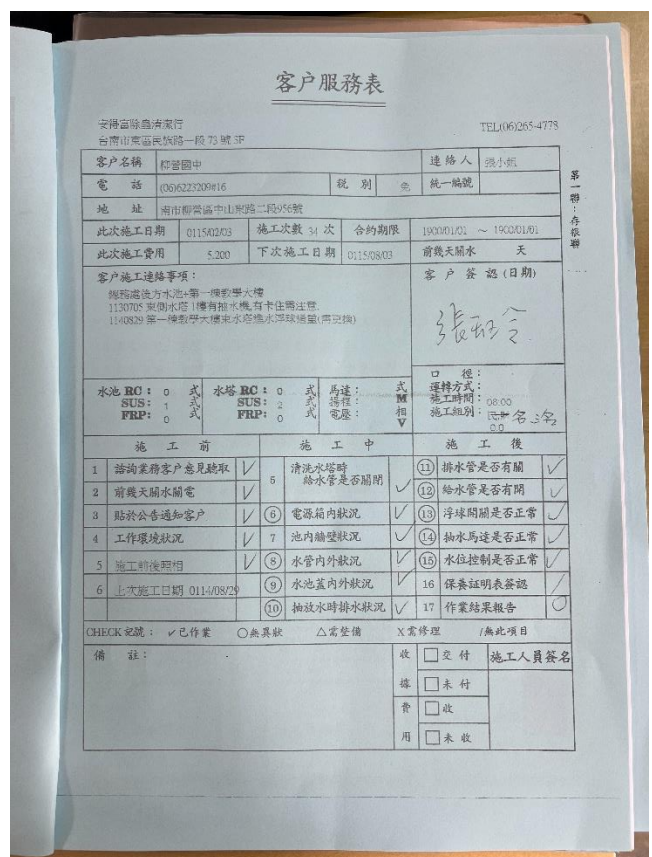 客戶服務表
安得富除蟲清潔行
台南市東區民族路一段 73 號 5F
TEL:(06)265-4778
客戶名稱 柳營國中 連絡人 張小姐
電話 (06)6223209#16 稅別 免 統一編號
地址 南市柳營區中山東路二段956號
第一聯：存根聯
此次施工日期 0115/02/03 施工次數 34 次 合約期限 1900/01/01 ～ 1900/01/01
此次施工費用 5,200 下次施工日期 0115/08/03 前幾天關水 天
客戶施工連絡事項：
總務處後方水池+第一棟教學大樓
1130705 東側水塔1樓有抽水機,有卡住需注意.
1140829 第一棟教學大樓東水塔進水浮球過量(需更換)
客戶簽認(日期)
水池 RC： 0 式 水塔 RC： 0 式 馬達： 式
SUS： 1 式 SUS： 2 式 揚程： M
FRP： 0 式 FRP： 0 式 電壓： 相 V
口徑：
運轉方式：
施工時間： 08:00
施工組別：
0.0
施工前 施工中 施工後
1 諮詢業務客戶意見聽取 ✓
2 前幾天關水關電 ✓
3 貼於公告通知客戶 ✓
4 工作環境狀況 ✓
5 施工前後照相 ✓
6 上次施工日期 0114/08/29
5 清洗水塔時給水管是否關閉 ✓
⑥ 電源箱內狀況 ✓
7 池內牆壁狀況 ✓
⑧ 水管內外狀況 ✓
⑨ 水池蓋內外狀況 ✓
⑩ 抽放水時排水狀況 ✓
⑪ 排水管是否有關 ✓
⑫ 給水管是否有開 ✓
⑬ 浮球開關是否正常 ✓
⑭ 抽水馬達是否正常 ✓
⑮ 水位控制是否正常 ✓
16 保養証明表簽認 /
17 作業結果報告 ○
CHECK 記號： ✓已作業 ○無異狀 △需整備 X需修理 /無此項目
備註：
收據 □交付
□未付
費用 □收
□未收
施工人員簽名